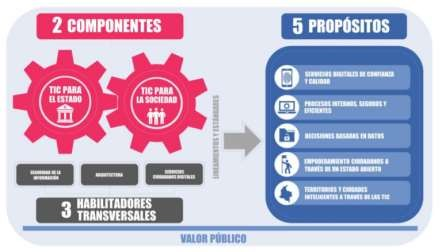 2 COMPONENTES
TIC PARA
EL ESTADO
TIC PARA
LA SOCIEDAD
SEGURIDAD DE LA
INFORMACIÓN
ARQUITECTURA
SERVICIOS
CIUDADANOS DIGITALES
3 HABILITADORES
TRANSVERSALES
LINEAMIENTOS Y ESTÁNDARES
5 PROPÓSITOS
SERVICIOS DIGITALES DE CONFIANZA
Y CALIDAD
PROCESOS INTERNOS, SEGUROS Y
EFICIENTES
DECISIONES BASADAS EN DATOS
EMPODERAMIENTO CIUDADANO A
TRAVÉS DE UN ESTADO ABIERTO
TERRITORIOS Y CIUDADES
INTELIGENTES A TRAVÉS DE LAS TIC
VALOR PÚBLICO